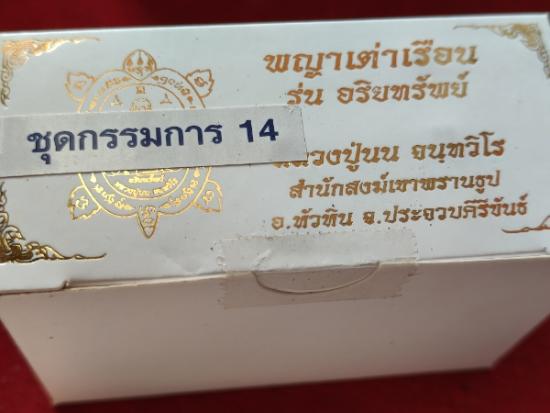 พญาเต่าเรือน
รุ่น อริยทรัพย์
ชุดกรรมการ 14
หลวงปู่นน จนฺทวิโร
สำนักสงฆ์เขาพรานธูป
อ.หัวหิน จ.ประจวบคีรีขันธ์